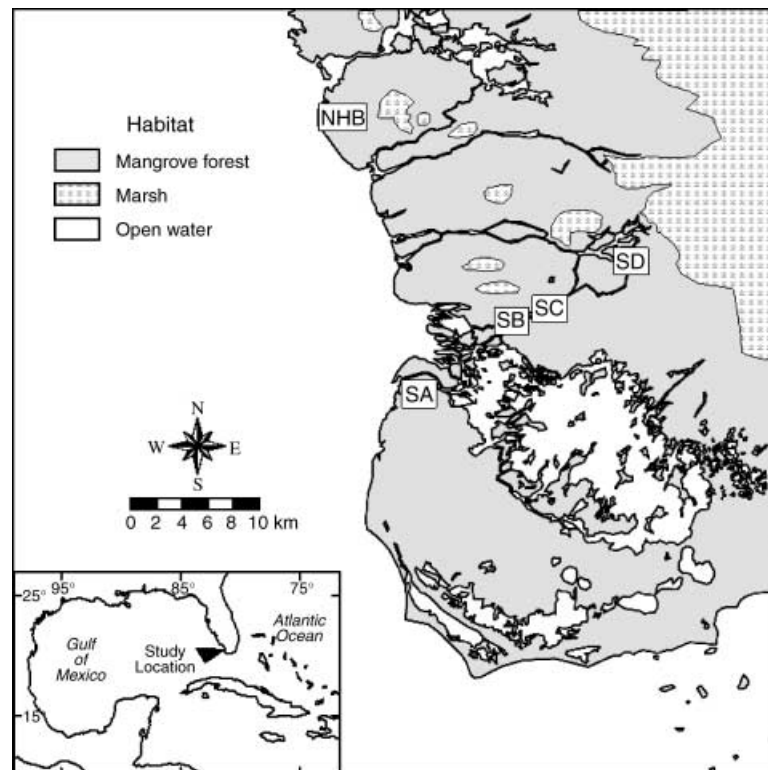 Habitat
Mangrove forest
Marsh
Open water
NHB
SD
SC
SB
SA
N
W E
S
0 2 4 6 8 10 km
95° 85° 75°
25°
Atlantic
Ocean
Gulf
of
Mexico
Study
Location
15